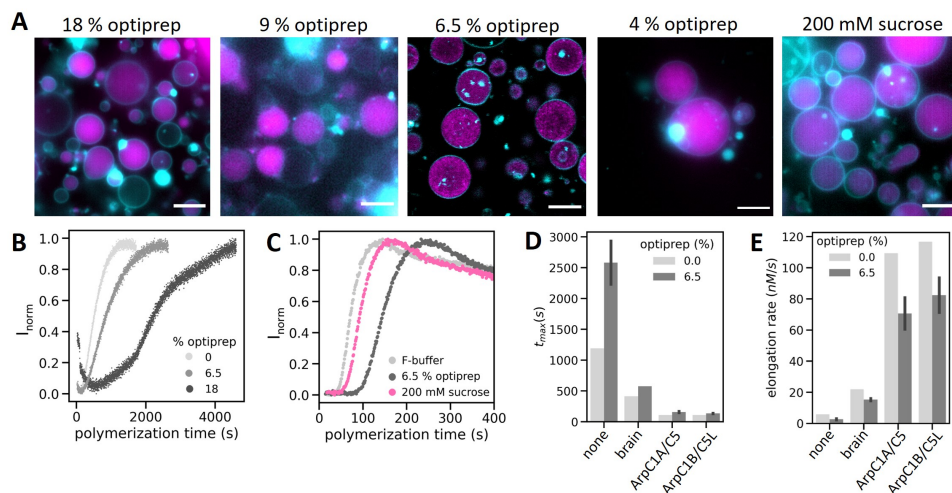 A
18 % optiprep
9 % optiprep
6.5 % optiprep
4 % optiprep
200 mM sucrose
B
I_norm
1.0
0.8
0.6
0.4
0.2
0.0
% optiprep
0
6.5
18
0
2000
4000
polymerization time (s)
C
I_norm
1.0
0.8
0.6
0.4
0.2
0.0
F-buffer
6.5 % optiprep
200 mM sucrose
0
100
200
300
400
polymerization time (s)
D
t_max(s)
3000
2500
2000
1500
1000
500
0
optiprep (%)
0.0
6.5
none
brain
ArpC1A/C5
ArpC1B/C5L
E
elongation rate (nM/s)
120
100
80
60
40
20
0
optiprep (%)
0.0
6.5
none
brain
ArpC1A/C5
ArpC1B/C5L